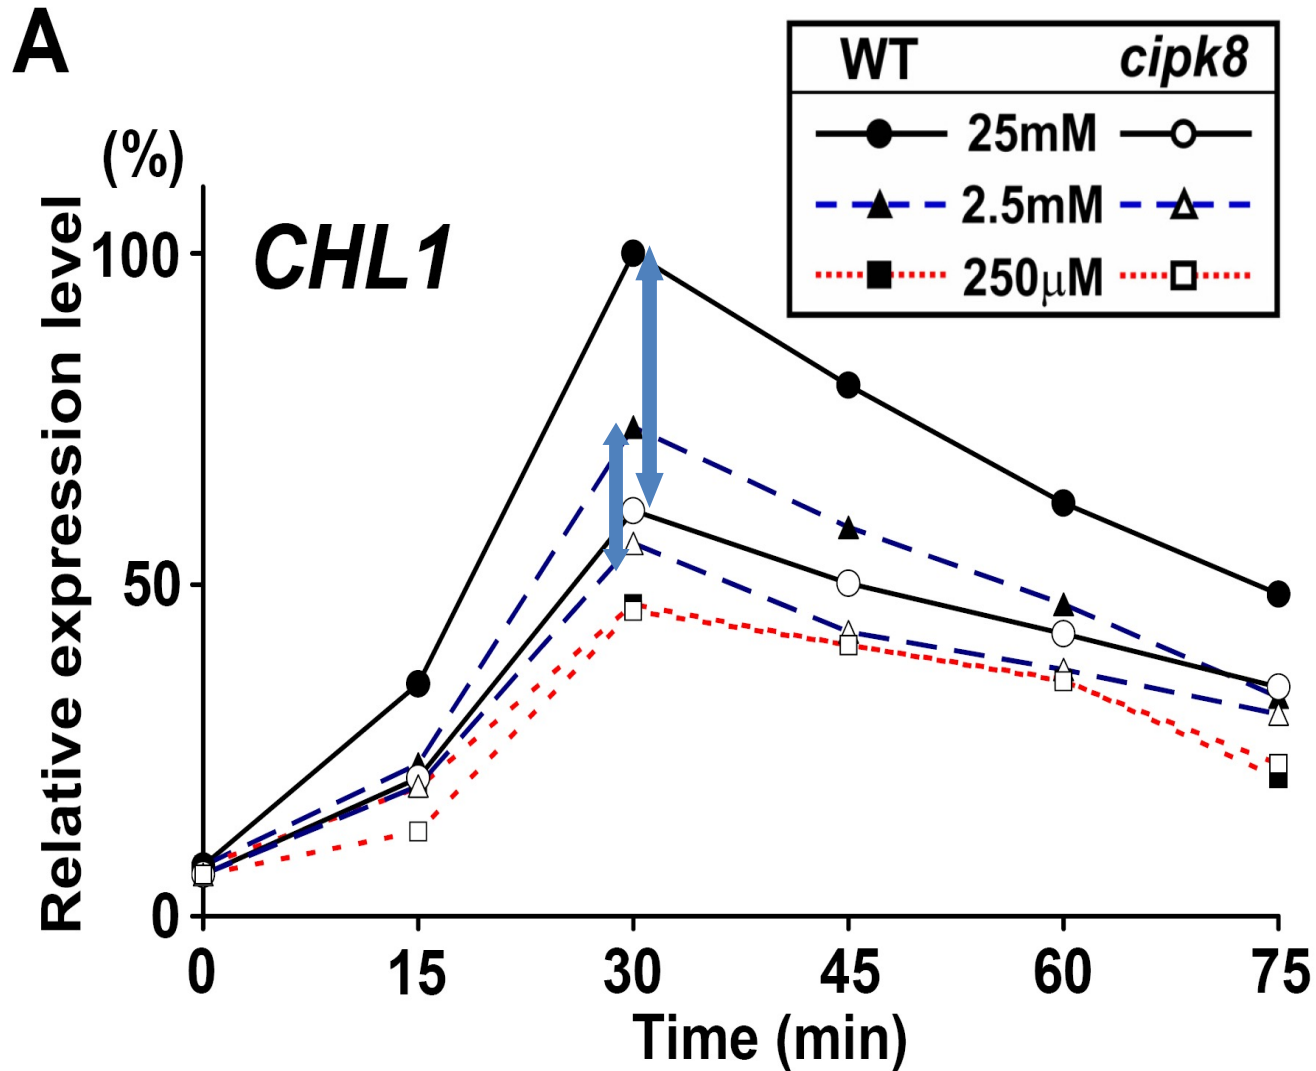 A
WT cipk8
25mM
2.5mM
250μM
(%)
Relative expression level
CHL1
100
50
0
0 15 30 45 60 75
Time (min)